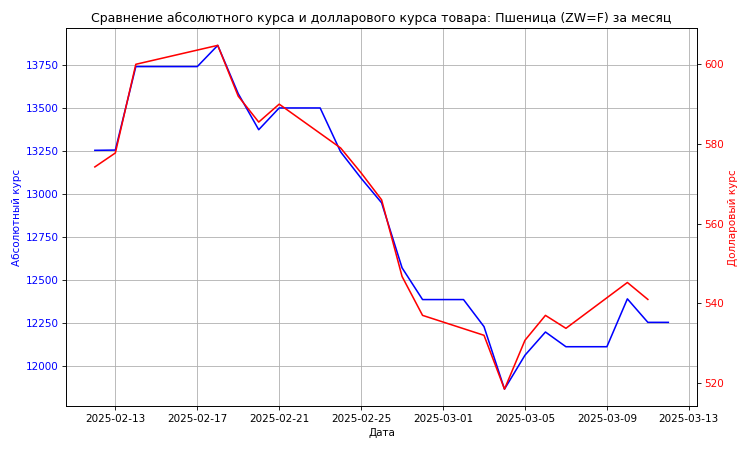 Сравнение абсолютного курса и долларового курса товара: Пшеница (ZW=F) за месяц
Абсолютный курс
13750
13500
13250
13000
12750
12500
12250
12000
600
580
560
540
520
Долларовый курс
2025-02-13 2025-02-17 2025-02-21 2025-02-25 2025-03-01 2025-03-05 2025-03-09 2025-03-13
Дата